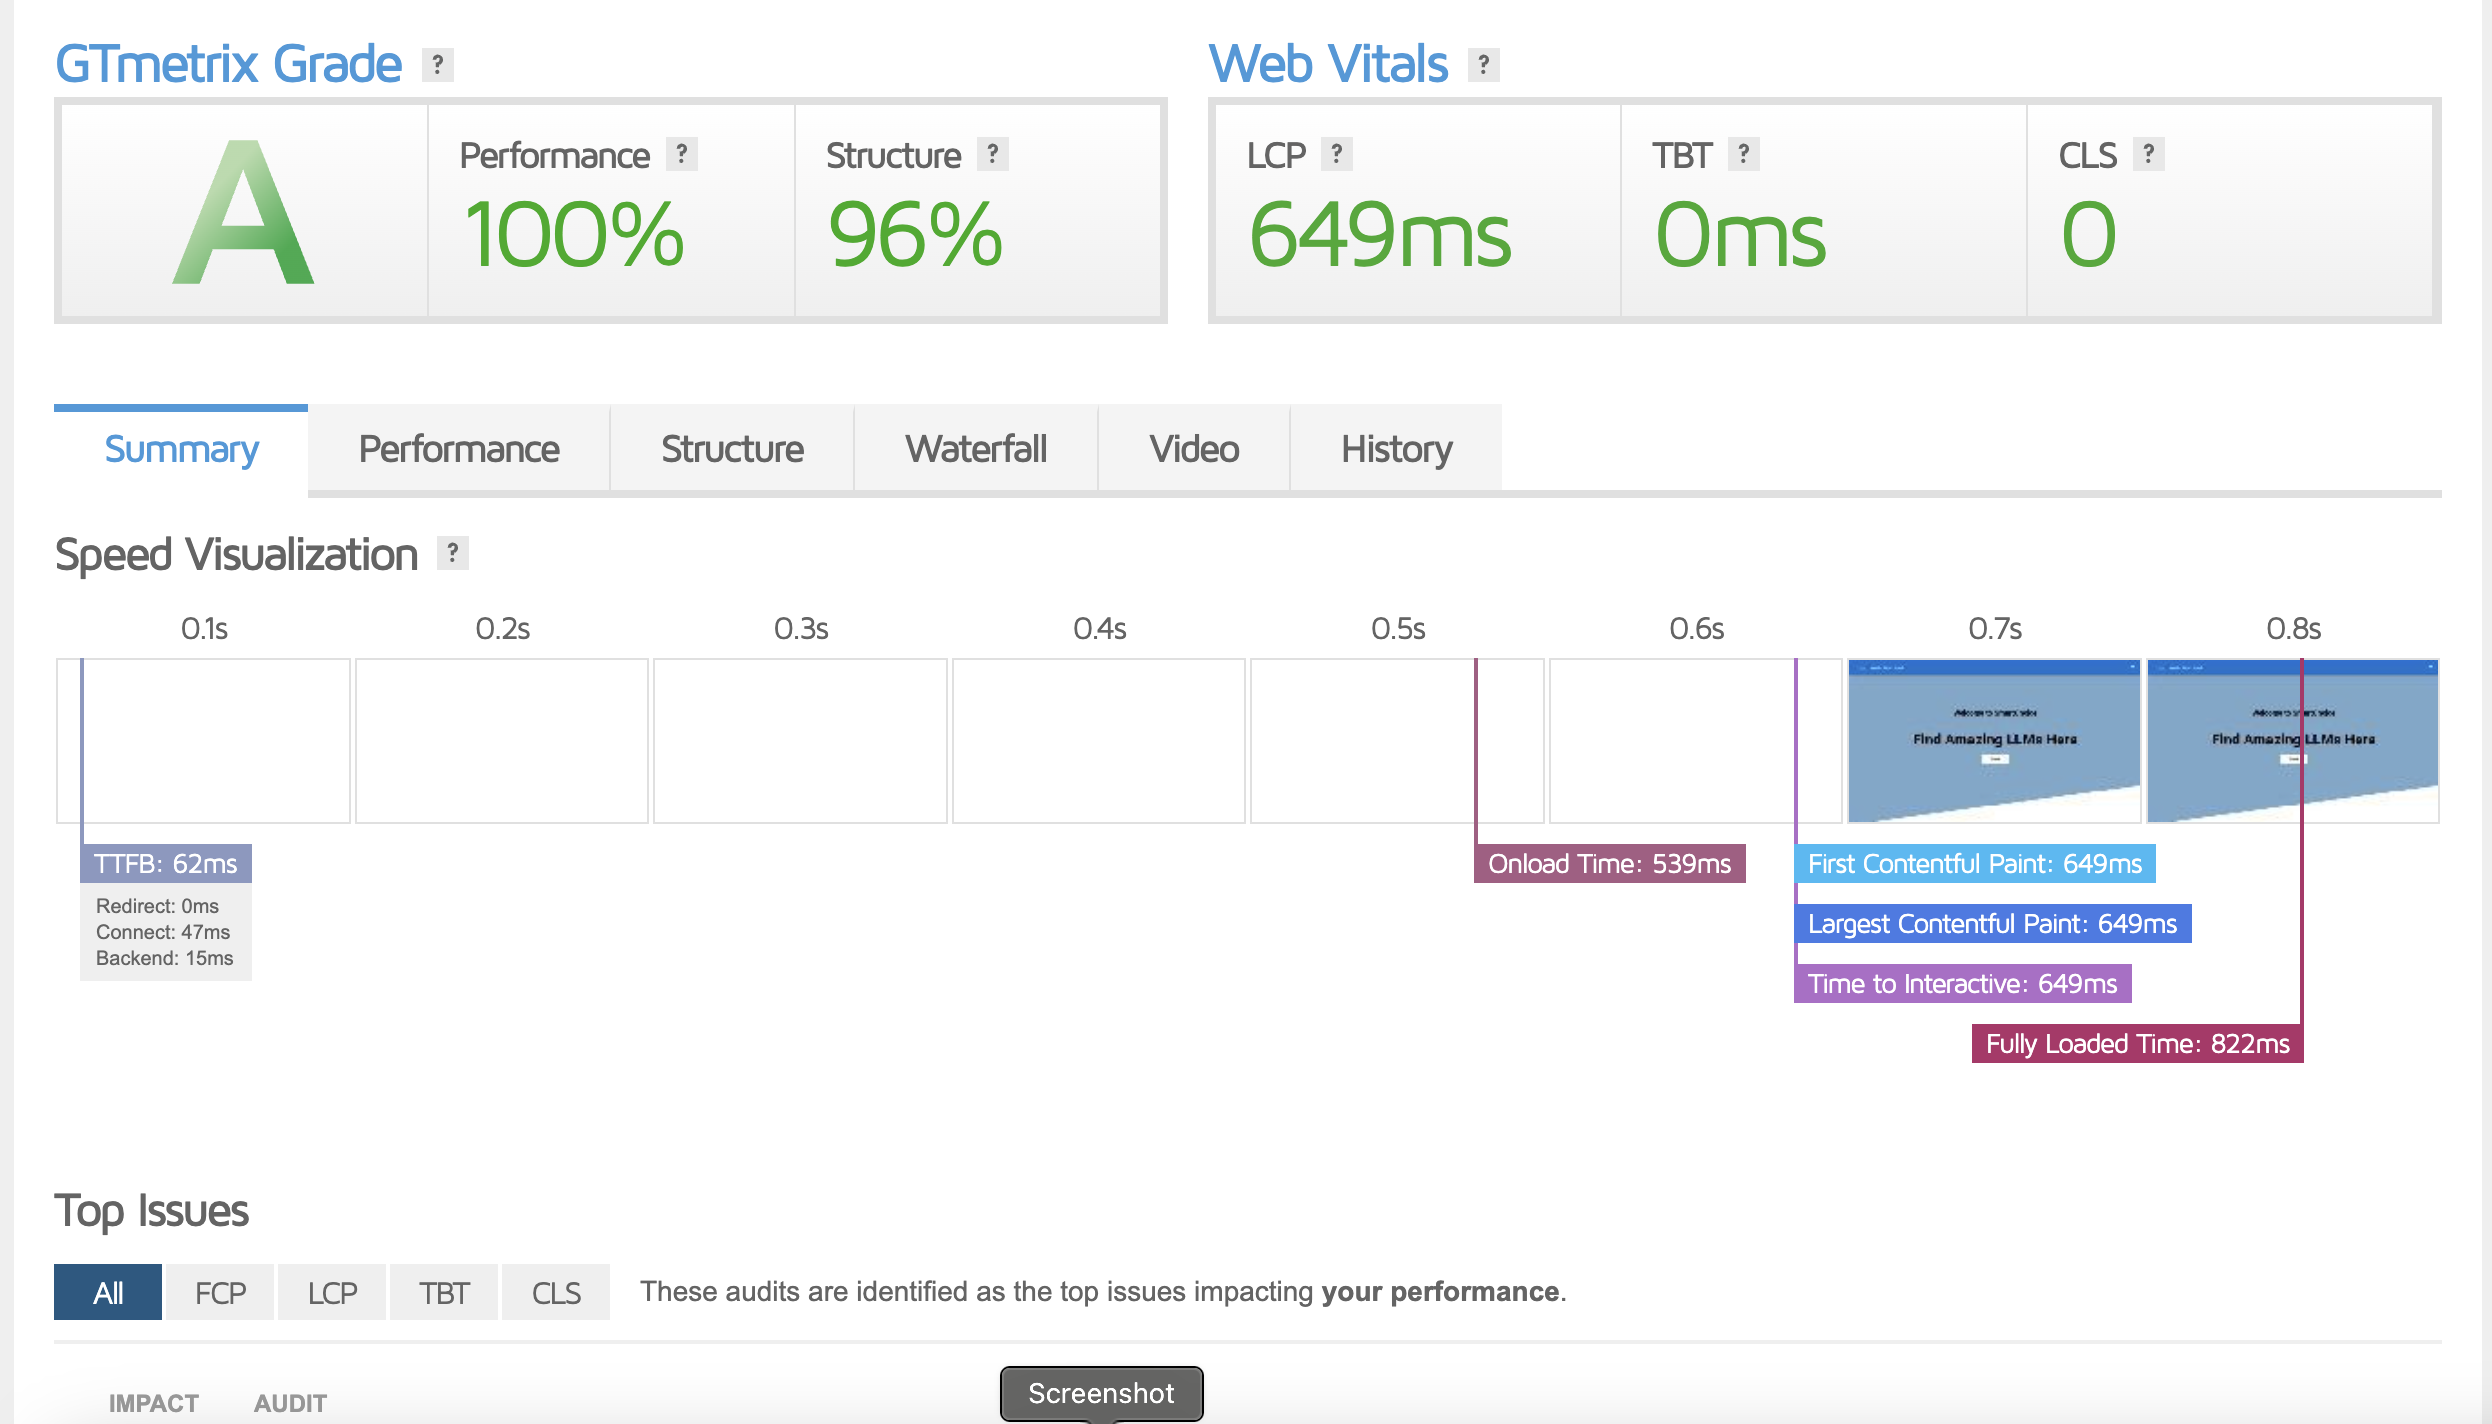 GTmetrix Grade ?
Web Vitals ?
A
Performance ?
100%
Structure ?
96%
LCP ?
649ms
TBT ?
0ms
CLS ?
0
Summary
Performance
Structure
Waterfall
Video
History
Speed Visualization ?
0.1s
0.2s
0.3s
0.4s
0.5s
0.6s
0.7s
0.8s
Find Amazing LLMs Here
Find Amazing LLMs Here
TTFB: 62ms
Redirect: 0ms
Connect: 47ms
Backend: 15ms
Onload Time: 539ms
First Contentful Paint: 649ms
Largest Contentful Paint: 649ms
Time to Interactive: 649ms
Fully Loaded Time: 822ms
Top Issues
All
FCP
LCP
TBT
CLS
These audits are identified as the top issues impacting your performance.
IMPACT
AUDIT
Screenshot